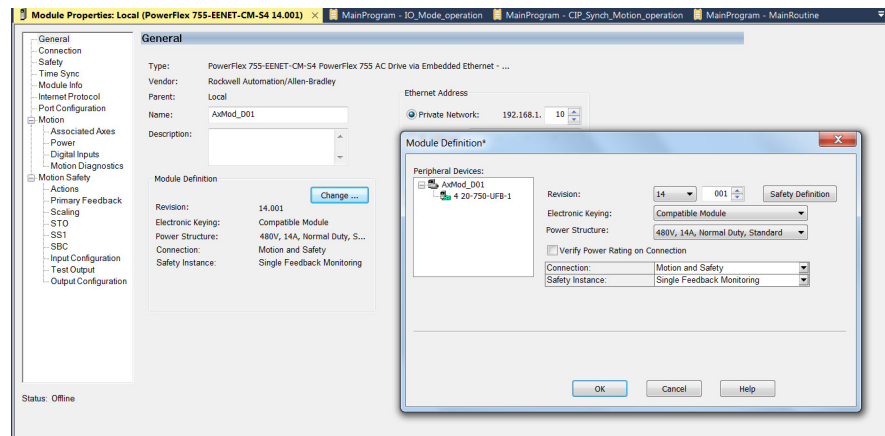 Module Properties: Local (PowerFlex 755-EENET-CM-S4 14.001) × MainProgram - IO_Mode_operation MainProgram - CIP_Synch_Motion_operation MainProgram - MainRoutine
General
Connection
Safety
Time Sync
Module Info
Internet Protocol
Port Configuration
Motion
Associated Axes
Power
Digital Inputs
Motion Diagnostics
Motion Safety
Actions
Primary Feedback
Scaling
STO
SS1
SBC
Input Configuration
Test Output
Output Configuration
Status: Offline
General
Type: PowerFlex 755-EENET-CM-S4 PowerFlex 755 AC Drive via Embedded Ethernet - ...
Vendor: Rockwell Automation/Allen-Bradley
Parent: Local
Name: AxMod_D01
Description:
Ethernet Address
Private Network: 192.168.1. 10
Module Definition
Change ...
Revision: 14.001
Electronic Keying: Compatible Module
Power Structure: 480V, 14A, Normal Duty, S...
Connection: Motion and Safety
Safety Instance: Single Feedback Monitoring
Module Definition*
X
Peripheral Devices:
AxMod_D01
4 20-750-UFB-1
Revision: 14 001 Safety Definition
Electronic Keying: Compatible Module
Power Structure: 480V, 14A, Normal Duty, Standard
Verify Power Rating on Connection
Connection: Motion and Safety
Safety Instance: Single Feedback Monitoring
OK Cancel Help